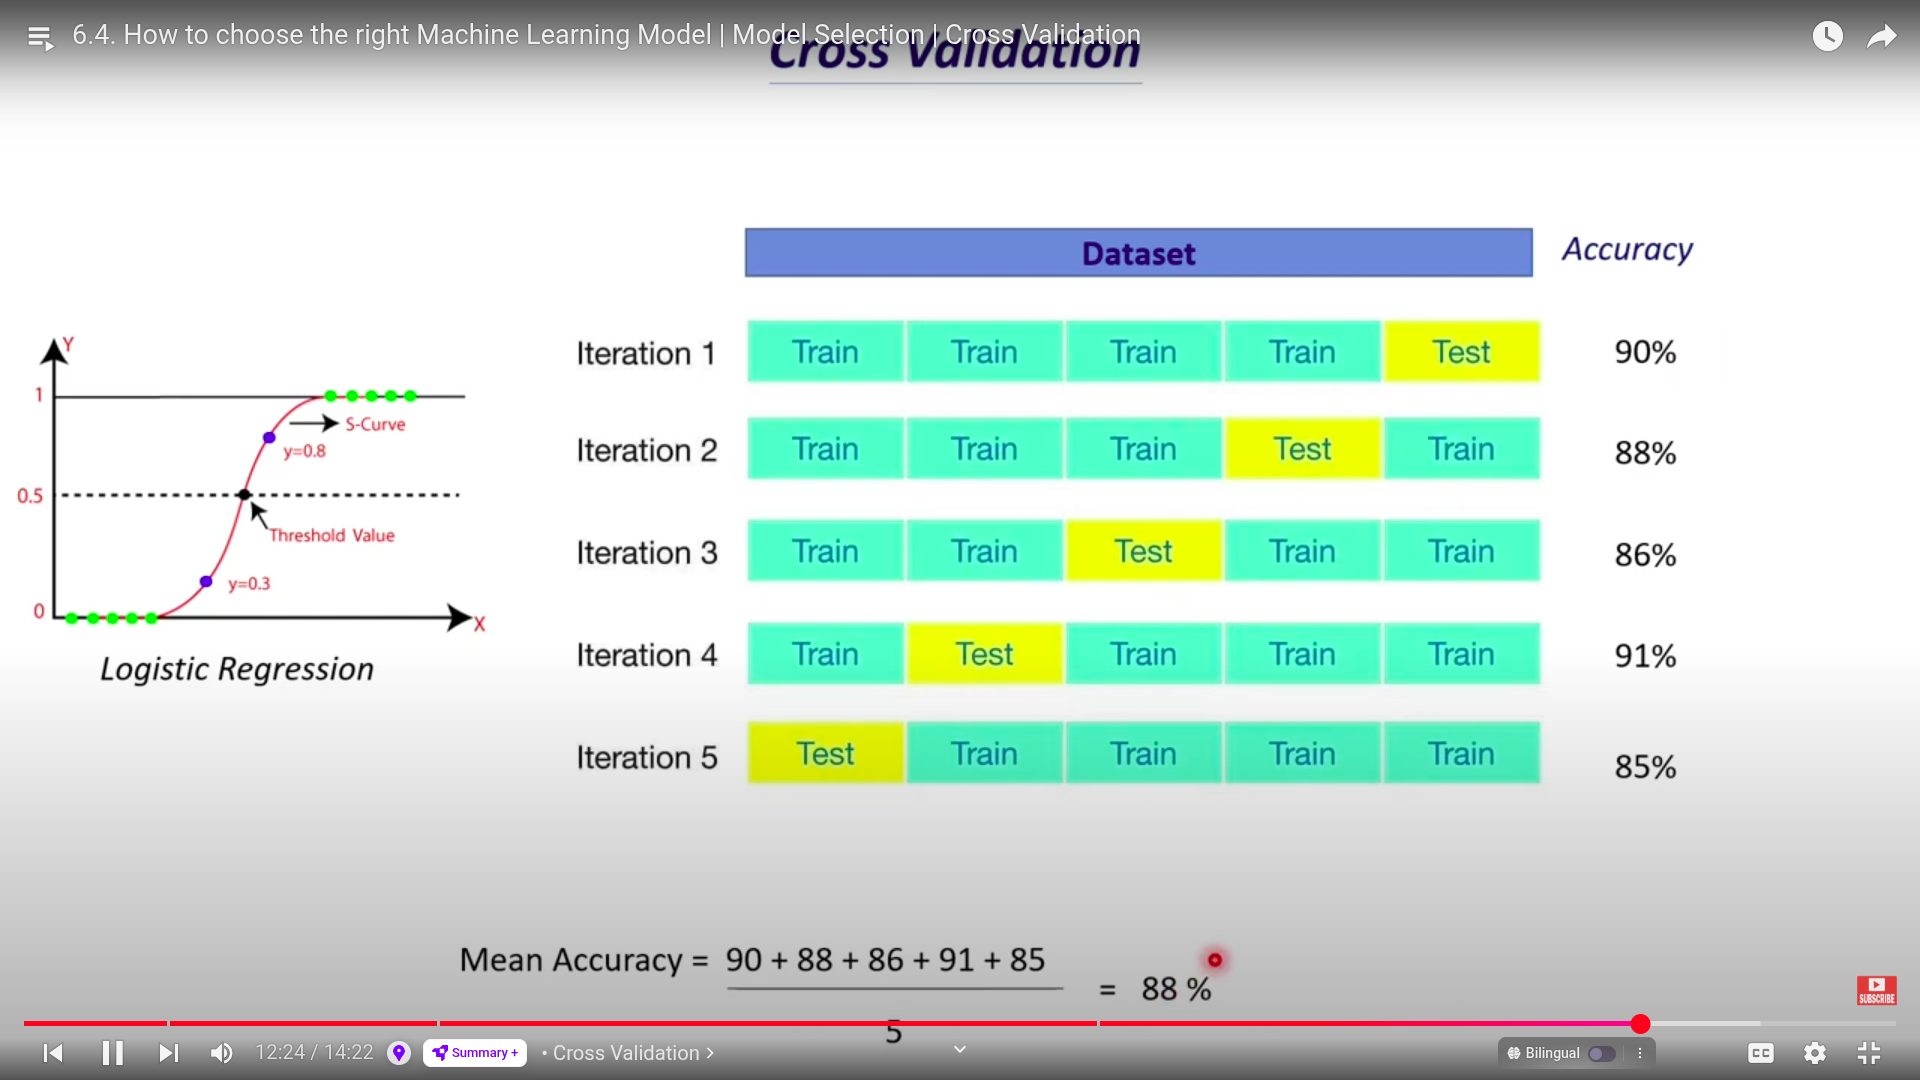 6.4. How to choose the right Machine Learning Model | Model Selection | Cross Validation
Cross Validation
Dataset
Accuracy
Iteration 1 Train Train Train Train Test 90%
Iteration 2 Train Train Train Test Train 88%
Iteration 3 Train Train Test Train Train 86%
Iteration 4 Train Test Train Train Train 91%
Iteration 5 Test Train Train Train Train 85%
Y
1
S-Curve
y=0.8
0.5
Threshold Value
y=0.3
0
X
Logistic Regression
Mean Accuracy = 90 + 88 + 86 + 91 + 85
= 88 %
5
SUBSCRIBE
12:24 / 14:22
Summary +
• Cross Validation >
Bilingual
CC